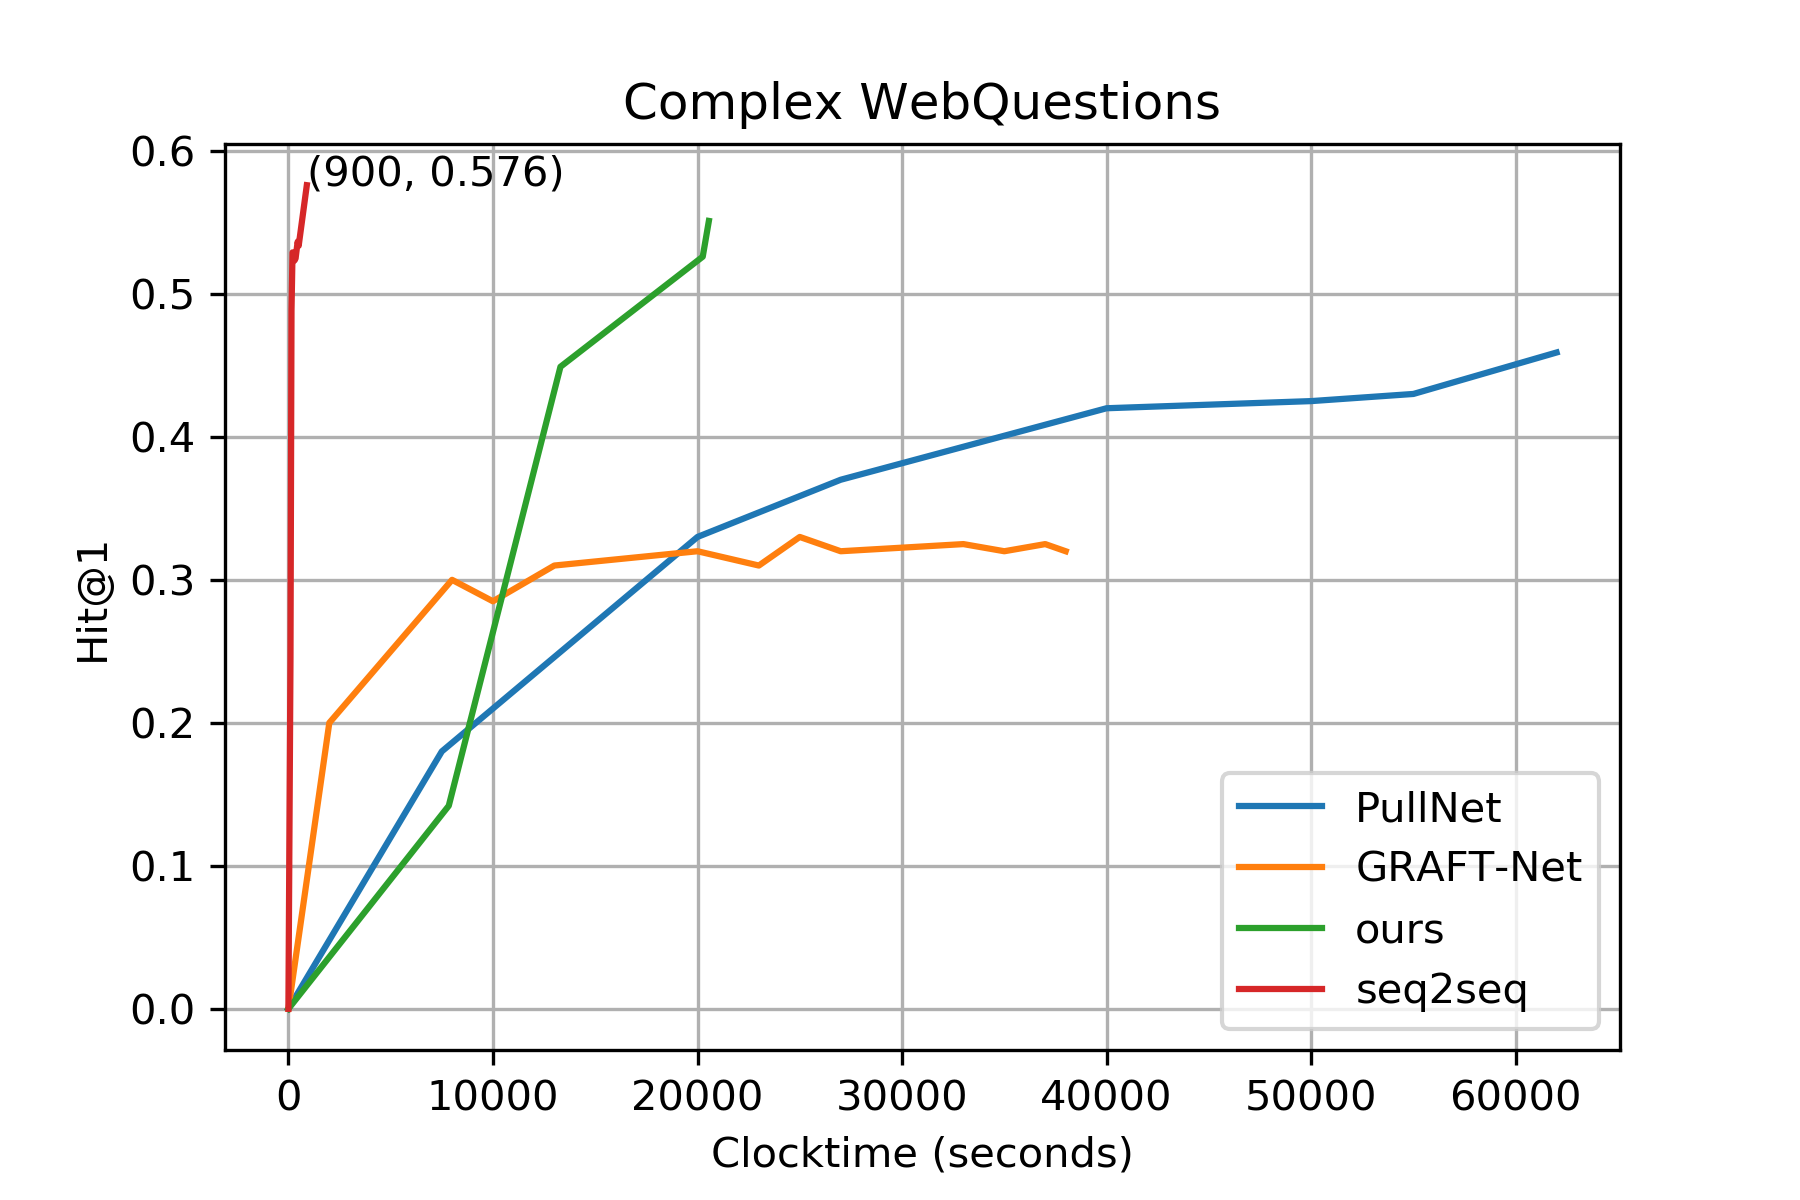 Complex WebQuestions
(900, 0.576)
0.6
0.5
0.4
0.3
0.2
0.1
0.0
Hit@1
PullNet
GRAFT-Net
ours
seq2seq
0 10000 20000 30000 40000 50000 60000
Clocktime (seconds)